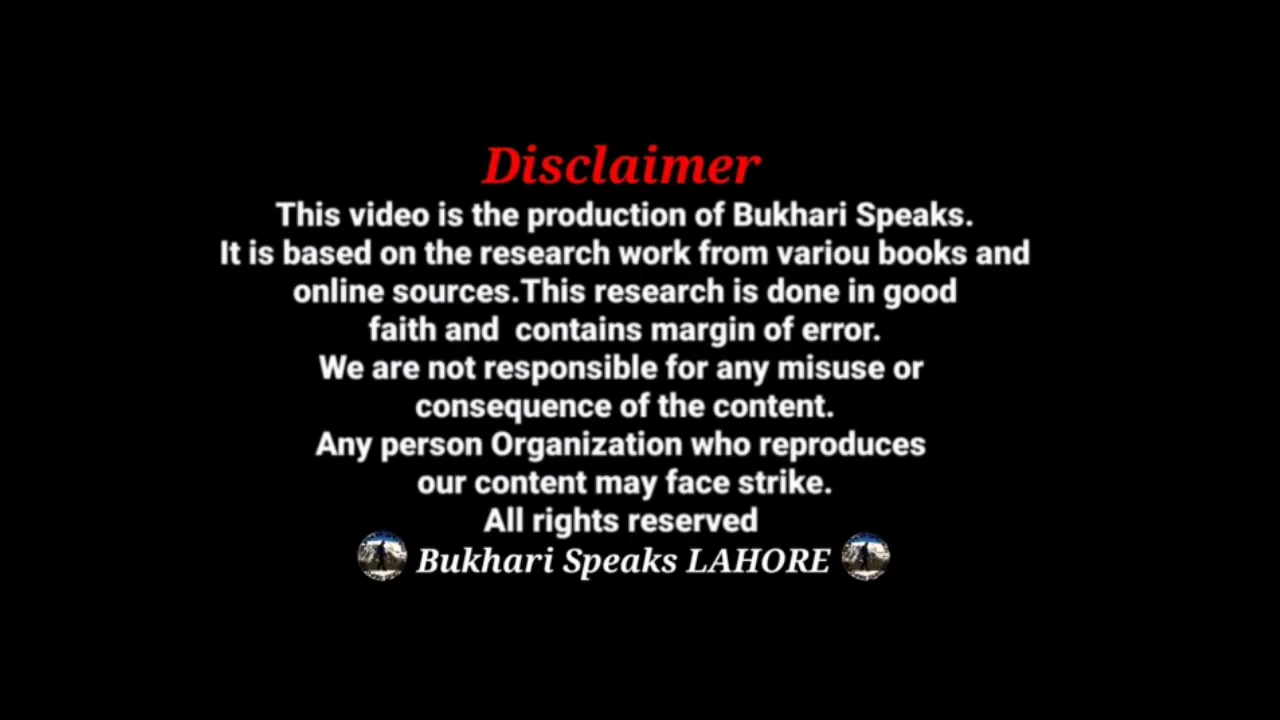 Disclaimer
This video is the production of Bukhari Speaks.
It is based on the research work from variou books and
online sources.This research is done in good
faith and  contains margin of error.
We are not responsible for any misuse or
consequence of the content.
Any person Organization who reproduces
our content may face strike.
All rights reserved
Bukhari Speaks LAHORE